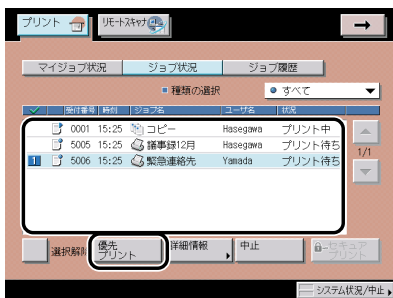 プリント リモートスキャナ
マイジョブ状況 ジョブ状況 ジョブ履歴
種類の選択 すべて
受付番号 時刻 ジョブ名 ユーザ名 状況
0001 15:25 コピー Hasegawa プリント中
5005 15:25 議事録12月 Hasegawa プリント待ち
1 5006 15:25 緊急連絡先 Yamada プリント待ち
1/1
選択解除 優先 詳細情報 中止 セキュア
プリント プリント
システム状況/中止